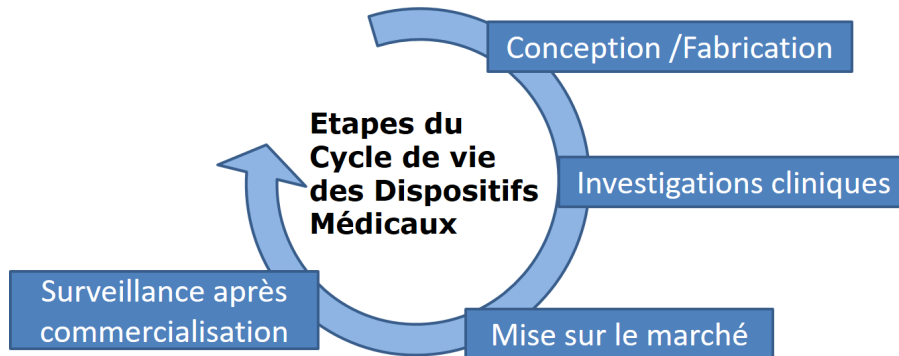 Conception /Fabrication
Etapes du
Cycle de vie
des Dispositifs
Médicaux
Investigations cliniques
Surveillance après
commercialisation
Mise sur le marché